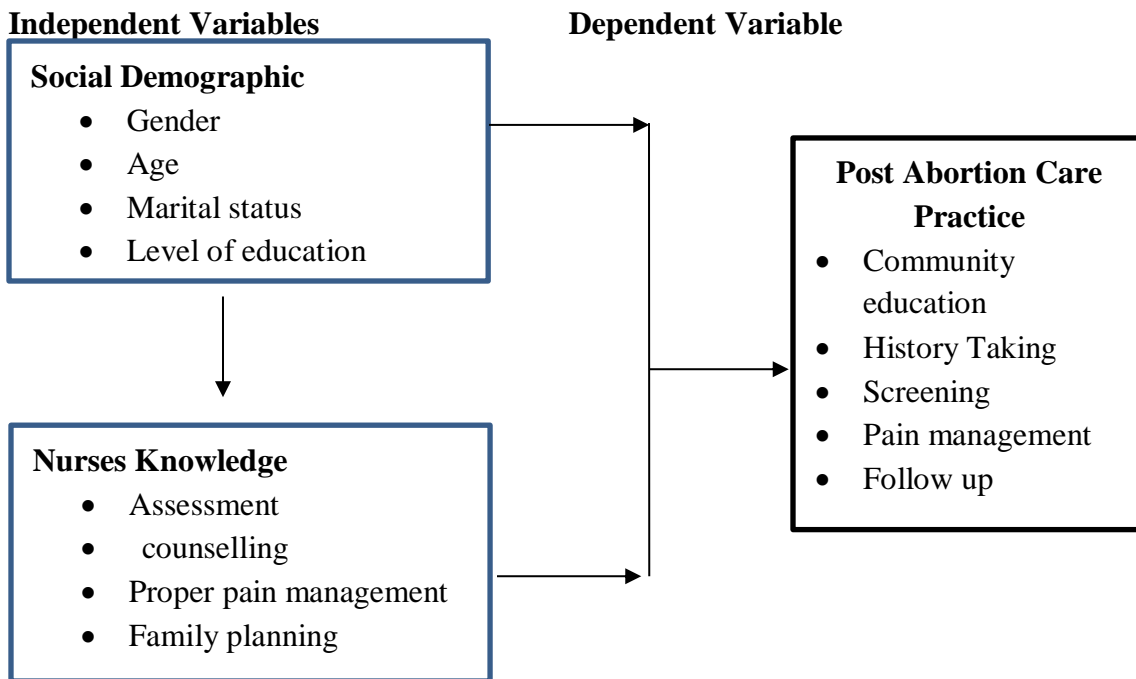 Independent Variables
Dependent Variable
Social Demographic
• Gender
• Age
• Marital status
• Level of education
Nurses Knowledge
• Assessment
• counselling
• Proper pain management
• Family planning
Post Abortion Care
Practice
• Community
education
• History Taking
• Screening
• Pain management
• Follow up